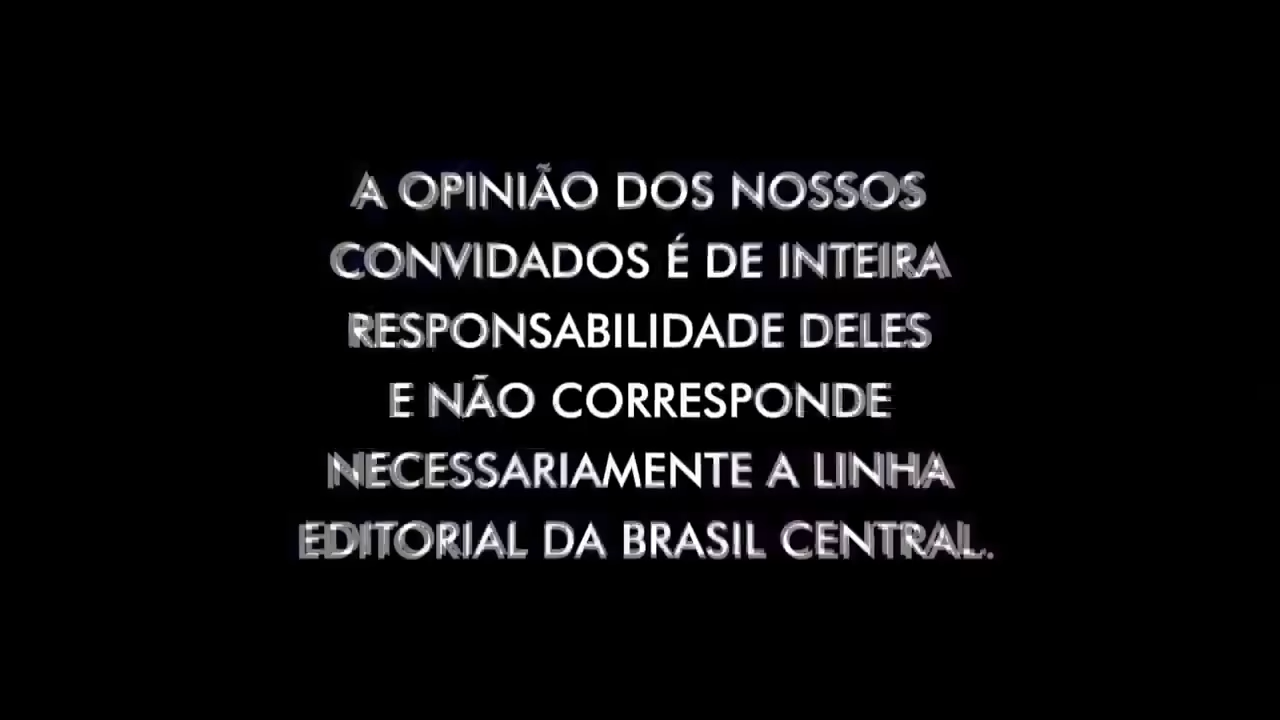 A OPINIÃO DOS NOSSOS
CONVIDADOS É DE INTEIRA
RESPONSABILIDADE DELES
E NÃO CORRESPONDE
NECESSARIAMENTE A LINHA
EDITORIAL DA BRASIL CENTRAL.